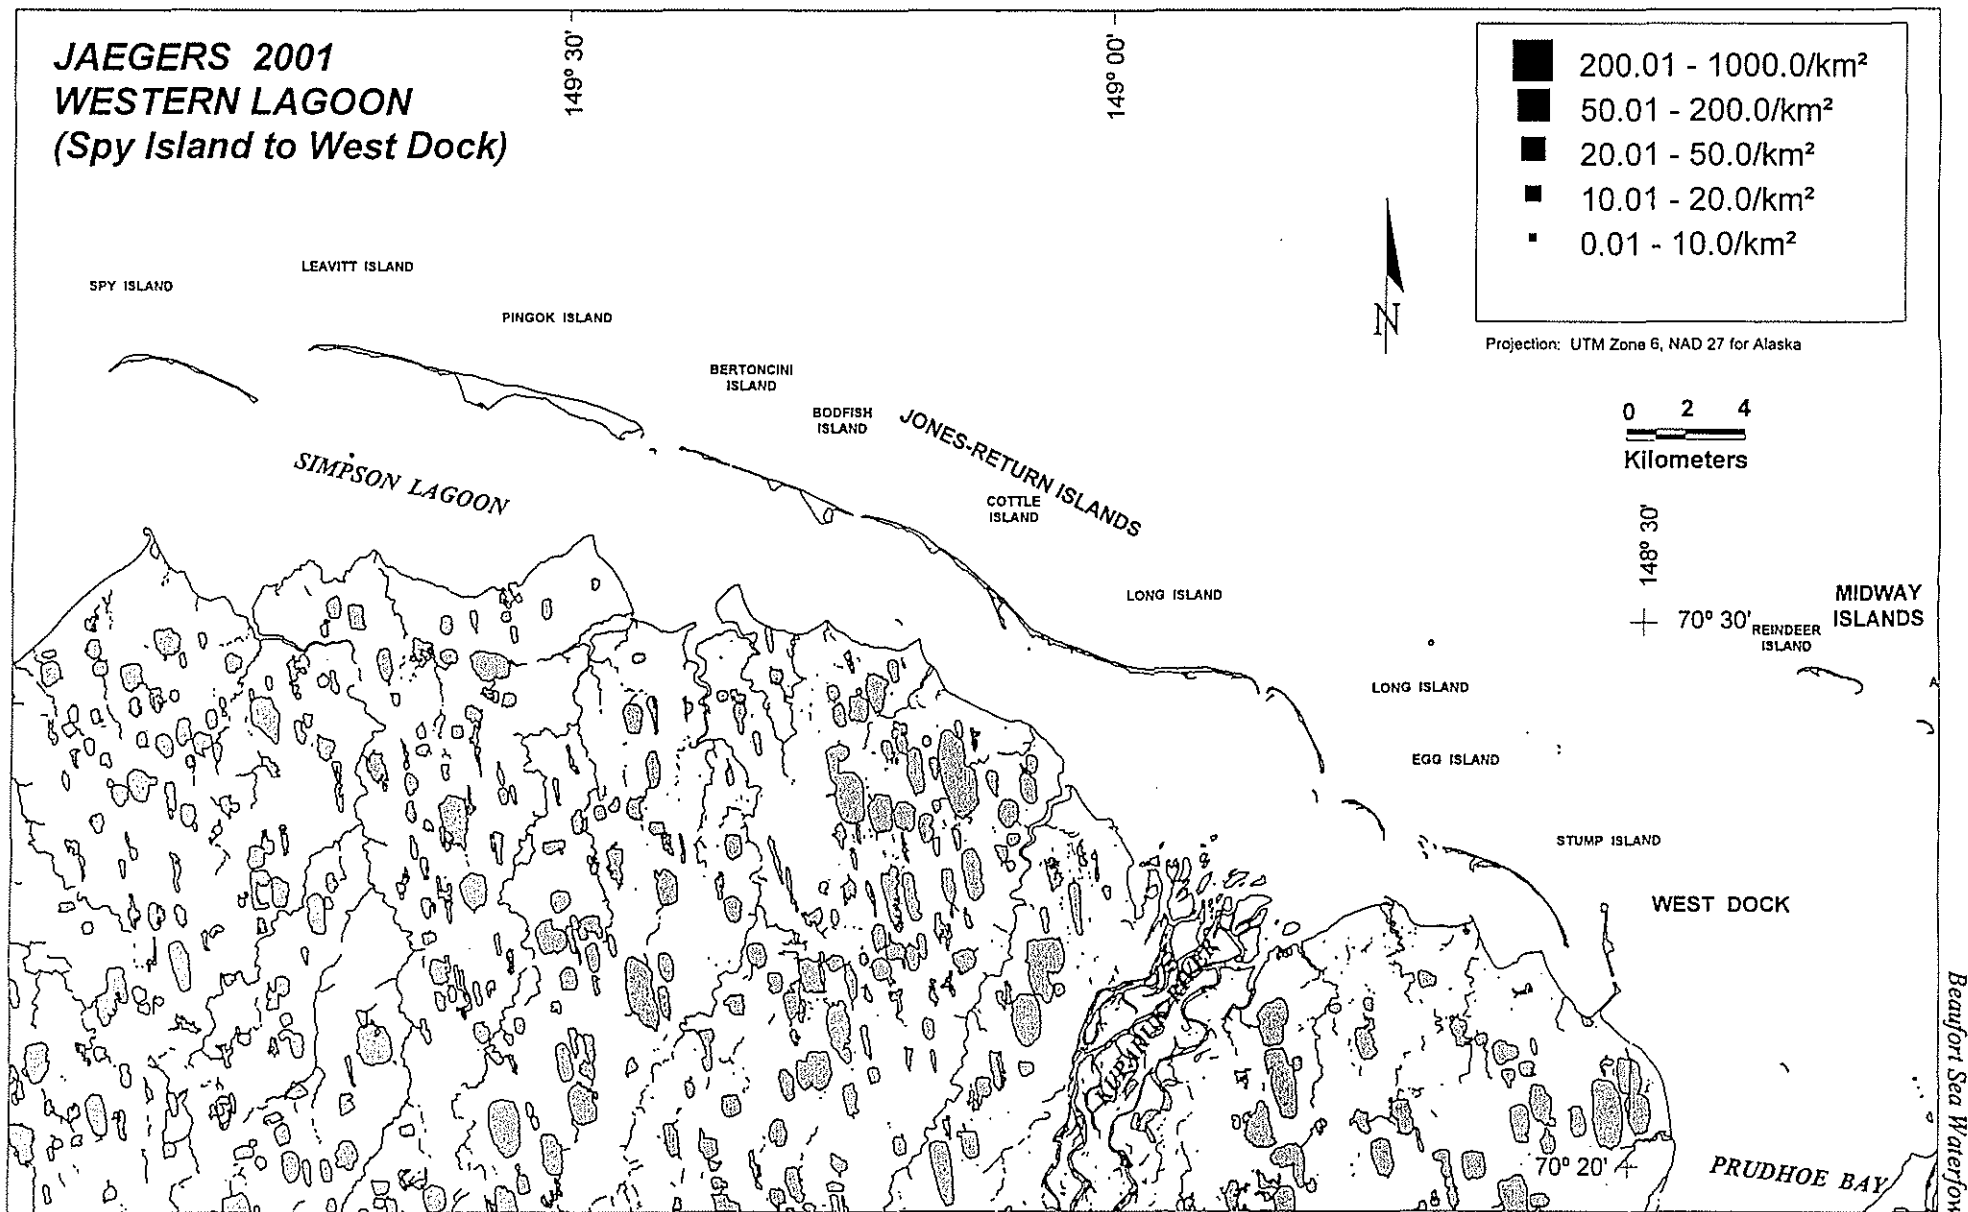 JAEGERS 2001
WESTERN LAGOON
(Spy Island to West Dock)
149° 30'
149° 00'
200.01 - 1000.0/km²
50.01 - 200.0/km²
20.01 - 50.0/km²
10.01 - 20.0/km²
0.01 - 10.0/km²
Projection: UTM Zone 6, NAD 27 for Alaska
N
0 2 4
Kilometers
SPY ISLAND
LEAVITT ISLAND
PINGOK ISLAND
BERTONCINI
ISLAND
BODFISH
ISLAND
JONES-RETURN ISLANDS
COTTLE
ISLAND
SIMPSON LAGOON
LONG ISLAND
148° 30'
70° 30'
REINDEER
ISLAND
MIDWAY
ISLANDS
LONG ISLAND
A
EGG ISLAND
STUMP ISLAND
WEST DOCK
KUPARUK RIVER
70° 20'
PRUDHOE BAY
Beaufort Sea Waterfow